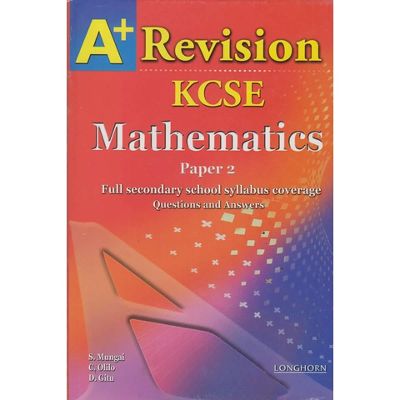 A+ Revision
KCSE
Mathematics
Paper 2
Full secondary school syllabus coverage
Questions and Answers
S. Mungai
C. Olilo
D. Gitu
LONGHORN